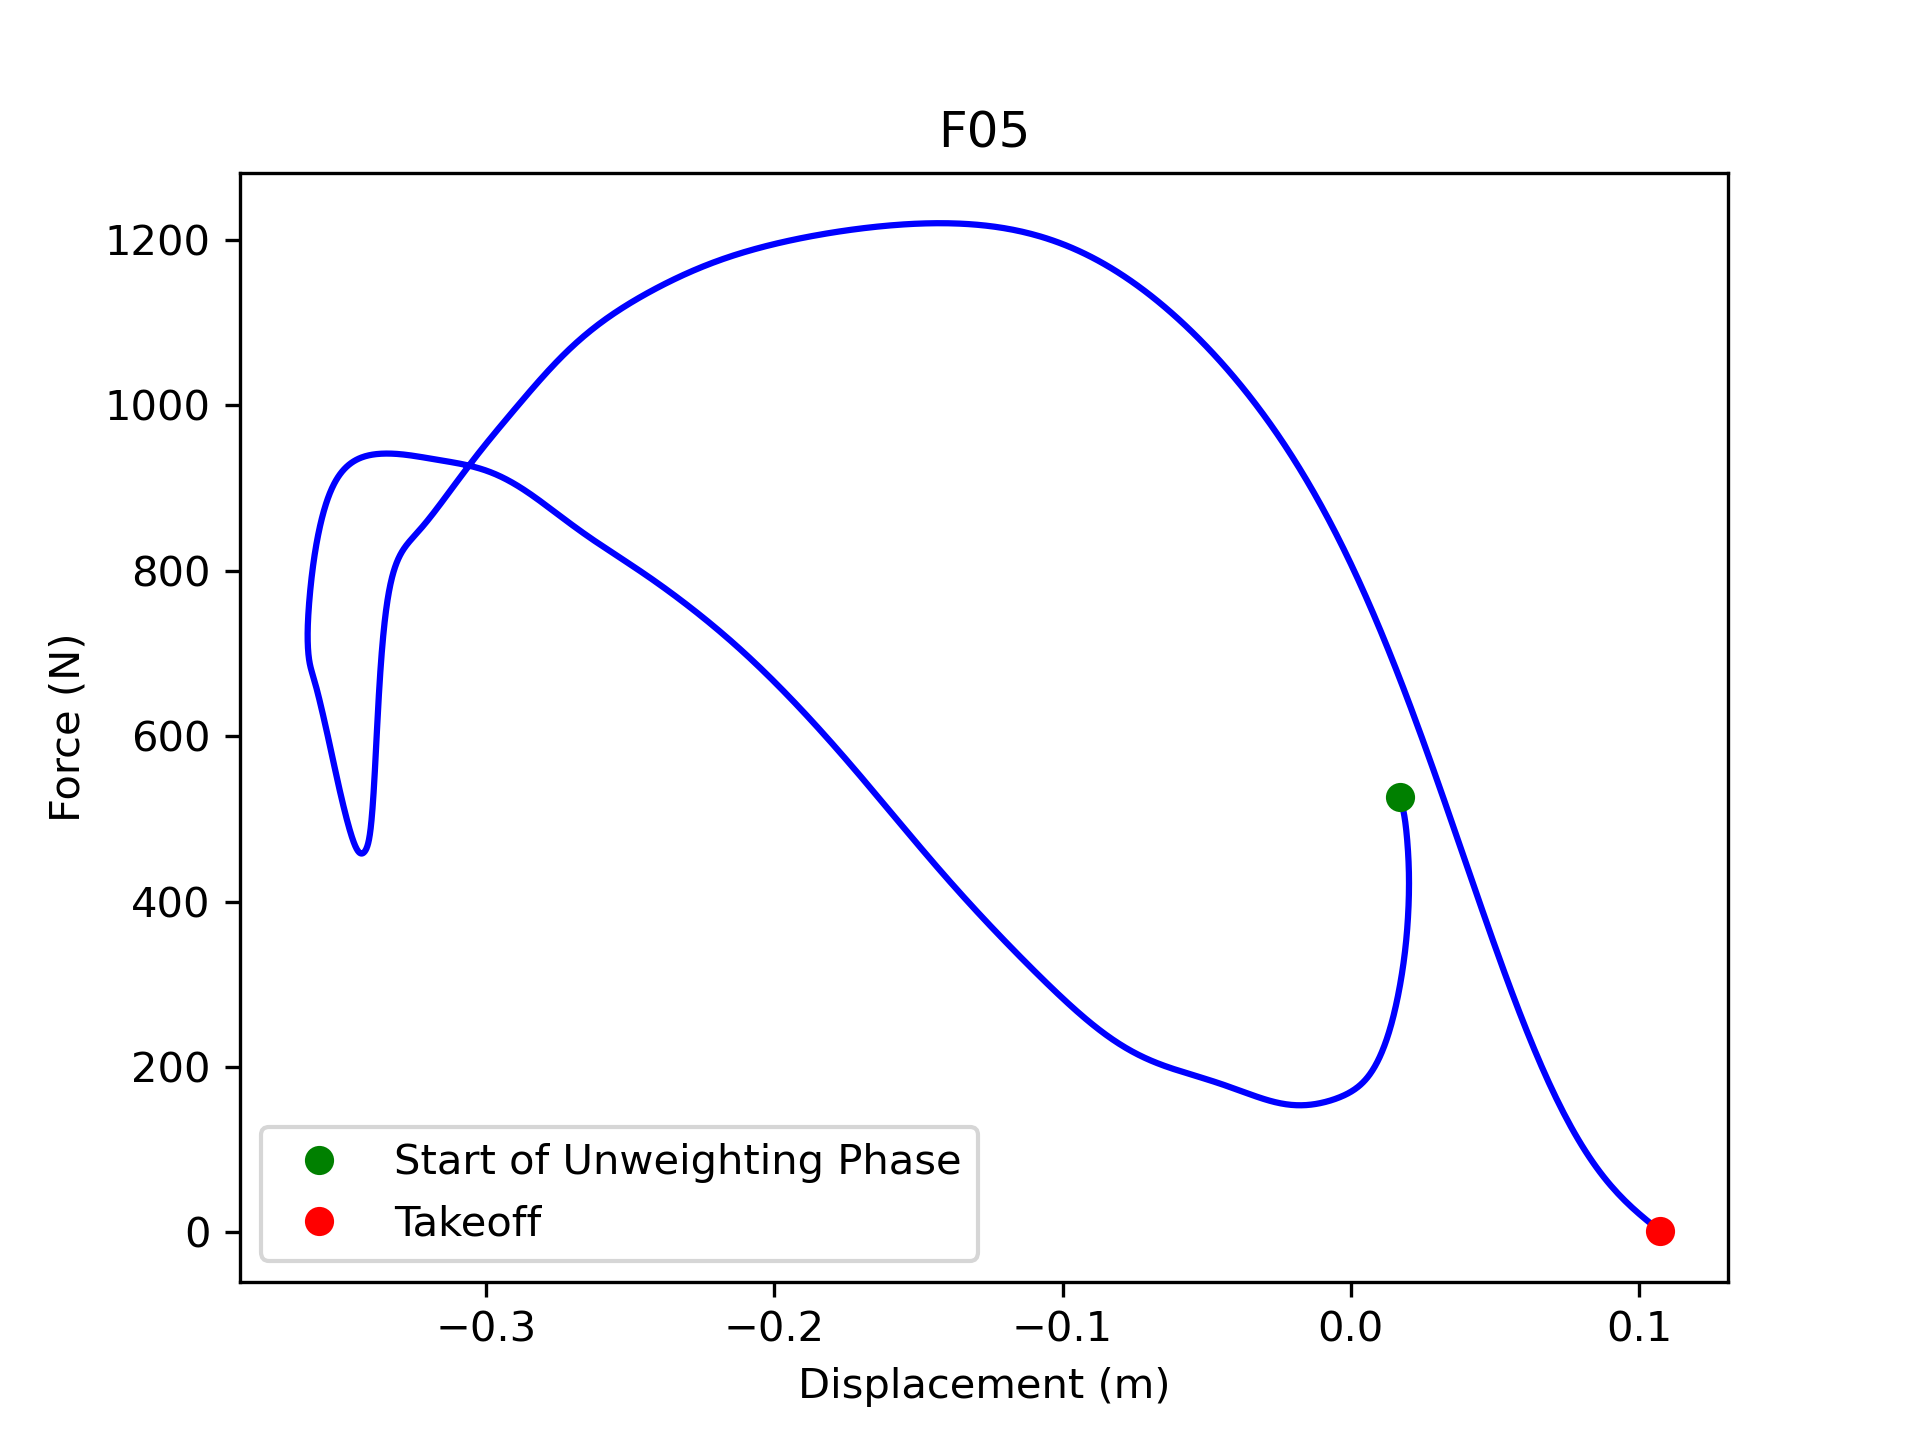 F05
1200
1000
800
600
400
200
0
Force (N)
Start of Unweighting Phase
Takeoff
−0.3 −0.2 −0.1 0.0 0.1
Displacement (m)